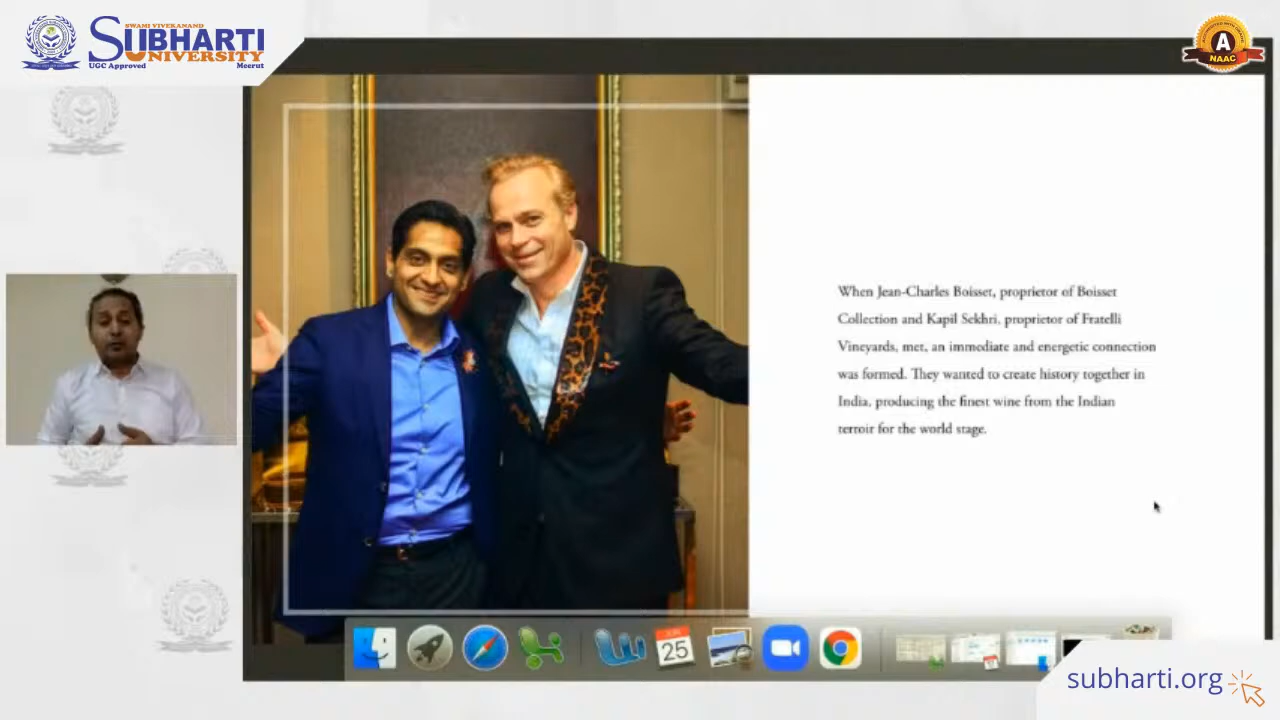 SWAMI VIVEKANAND
SUBHARTI
UNIVERSITY
UGC Approved Meerut
A
NAAC
When Jean-Charles Boisset, proprietor of Boisset
Collection and Kapil Sekhri, proprietor of Fratelli
Vineyards, met, an immediate and energetic connection
was formed. They wanted to create history together in
India, producing the finest wine from the Indian
terroir for the world stage.
25
subharti.org